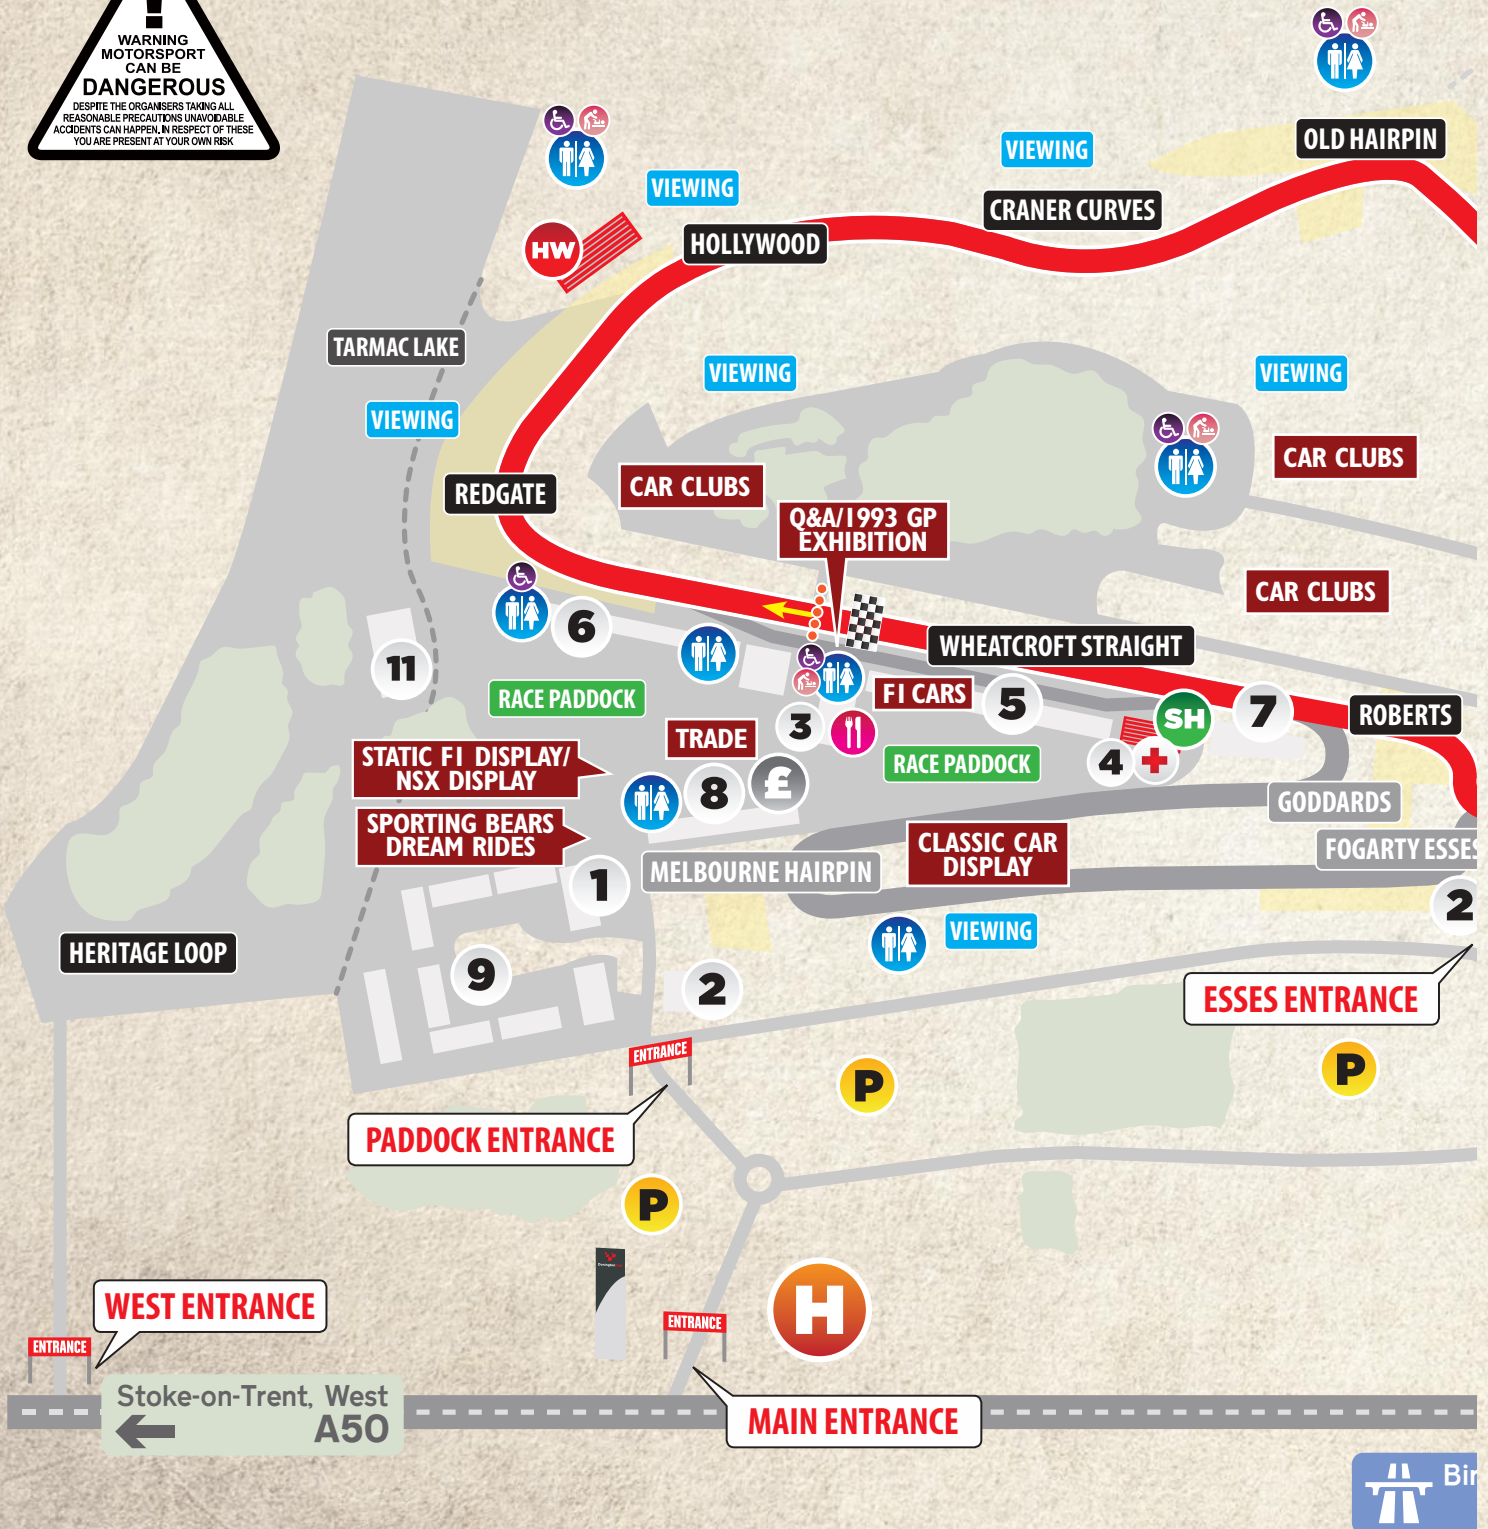 WARNING
MOTORSPORT
CAN BE
DANGEROUS
DESPITE THE ORGANISERS TAKING ALL
REASONABLE PRECAUTIONS UNAVOIDABLE
ACCIDENTS CAN HAPPEN. IN RESPECT OF THESE
YOU ARE PRESENT AT YOUR OWN RISK
OLD HAIRPIN
VIEWING
VIEWING
CRANER CURVES
HW
HOLLYWOOD
TARMAC LAKE
VIEWING
VIEWING
VIEWING
CAR CLUBS
CAR CLUBS
REDGATE
Q&A/1993 GP
EXHIBITION
CAR CLUBS
6
WHEATCROFT STRAIGHT
11
RACE PADDOCK
F1 CARS
5
SH
7
ROBERTS
3
TRADE
STATIC F1 DISPLAY/
NSX DISPLAY
RACE PADDOCK
4
8
£
GODDARDS
SPORTING BEARS
DREAM RIDES
CLASSIC CAR
DISPLAY
FOGARTY ESSES
MELBOURNE HAIRPIN
1
2
VIEWING
HERITAGE LOOP
9
2
ESSES ENTRANCE
ENTRANCE
P
P
PADDOCK ENTRANCE
P
WEST ENTRANCE
H
ENTRANCE
ENTRANCE
Stoke-on-Trent, West
A50
MAIN ENTRANCE
Bir